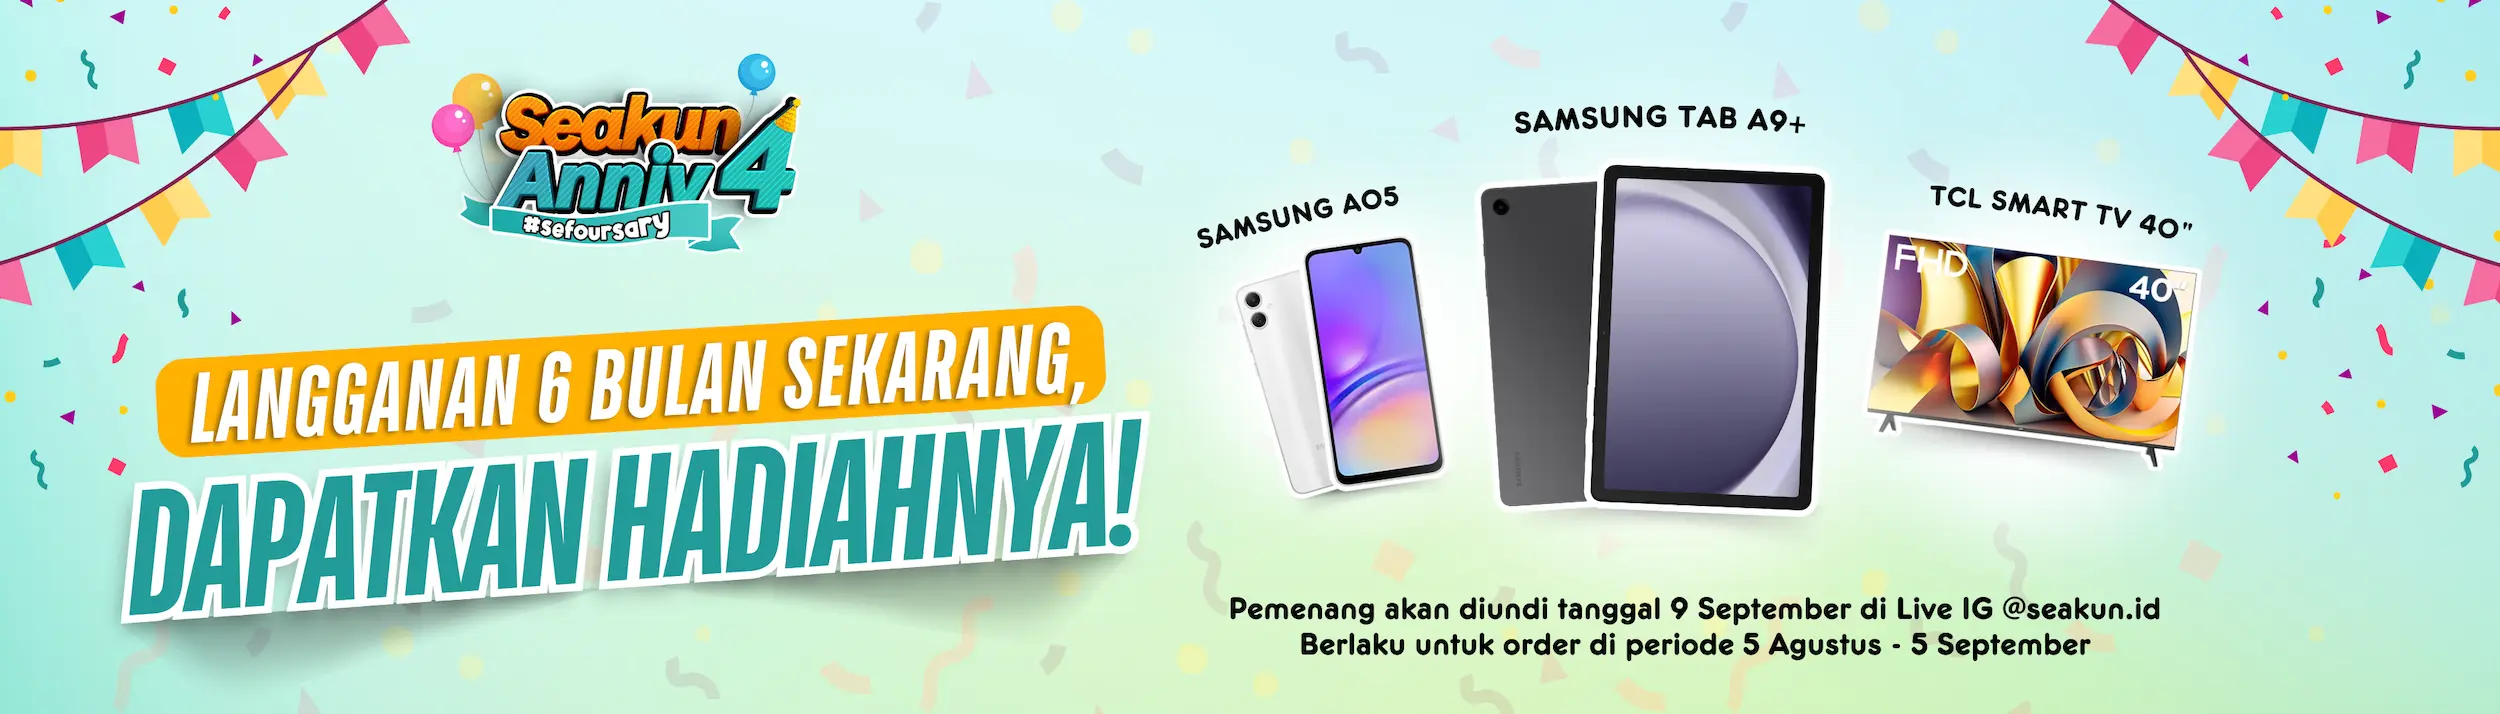 Seakun
Anniv 4
#sefoursary
LANGGANAN 6 BULAN SEKARANG,
DAPATKAN HADIAHNYA!
SAMSUNG A05
SAMSUNG TAB A9+
TCL SMART TV 40"
FHD
40"
SAMSUNG
Pemenang akan diundi tanggal 9 September di Live IG @seakun.id
Berlaku untuk order di periode 5 Agustus - 5 September